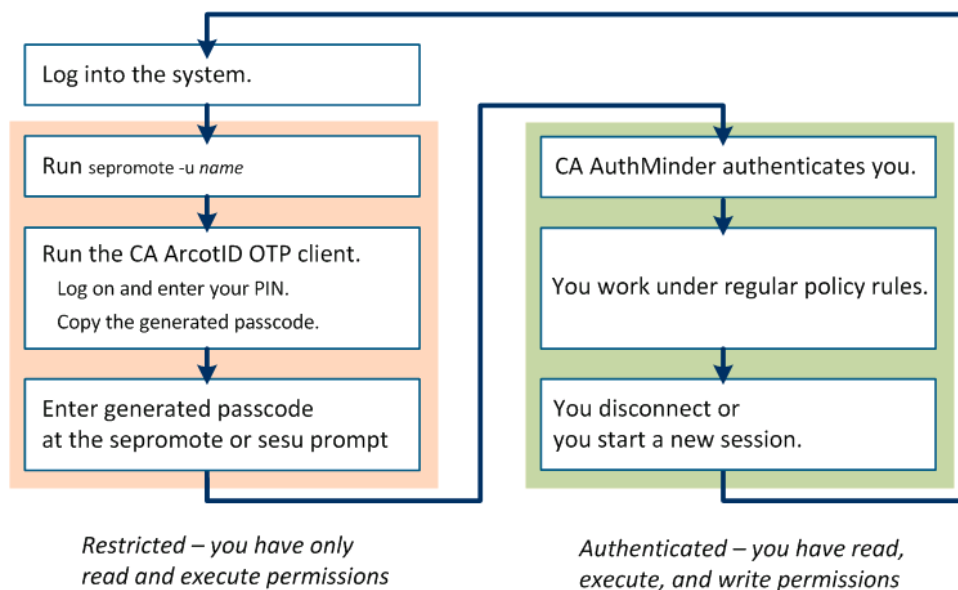 Log into the system.
Run sepromote -u name
Run the CA ArcotID OTP client.
Log on and enter your PIN.
Copy the generated passcode.
Enter generated passcode
at the sepromote or sesu prompt
Restricted – you have only
read and execute permissions
CA AuthMinder authenticates you.
You work under regular policy rules.
You disconnect or
you start a new session.
Authenticated – you have read,
execute, and write permissions